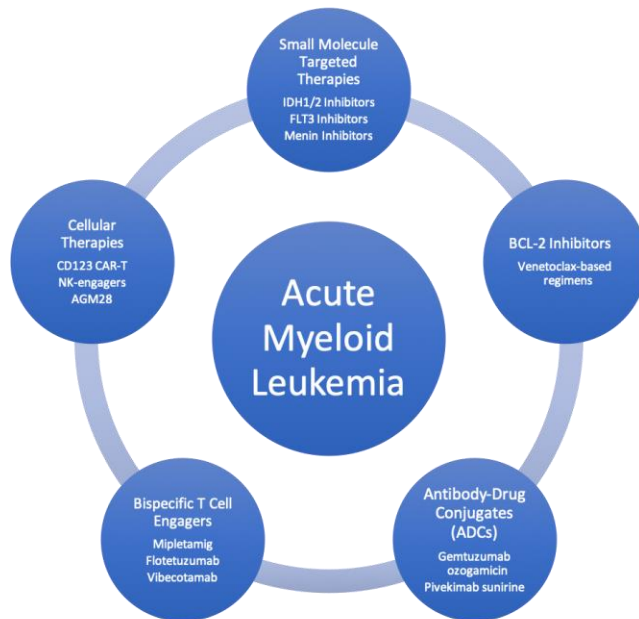 Small Molecule
Targeted
Therapies
IDH1/2 Inhibitors
FLT3 Inhibitors
Menin Inhibitors
BCL-2 Inhibitors
Venetoclax-based
regimens
Antibody-Drug
Conjugates
(ADCs)
Gemtuzumab
ozogamicin
Pivekimab sunirine
Bispecific T Cell
Engagers
Mipletamig
Flotetuzumab
Vibecotamab
Cellular
Therapies
CD123 CAR-T
NK-engagers
AGM28
Acute
Myeloid
Leukemia